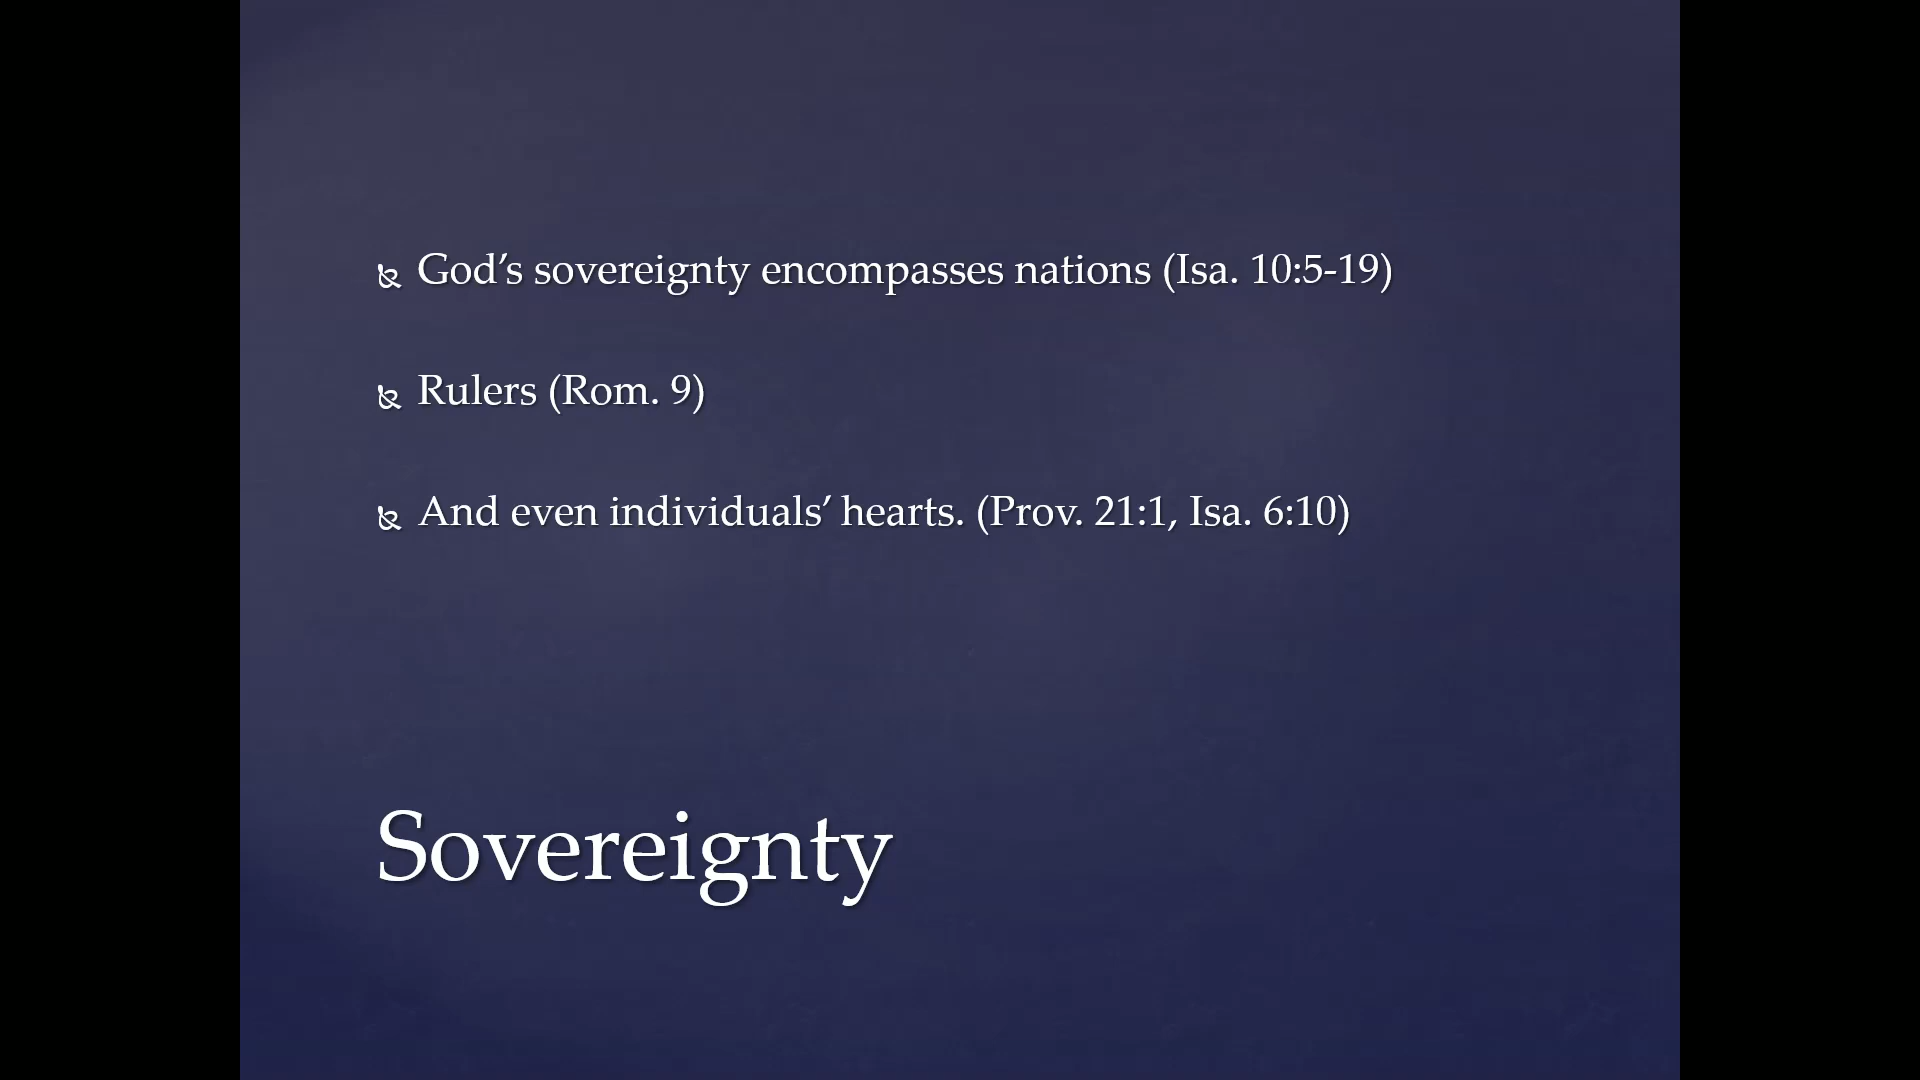 God’s sovereignty encompasses nations (Isa. 10:5-19)
Rulers (Rom. 9)
And even individuals’ hearts. (Prov. 21:1, Isa. 6:10)
Sovereignty